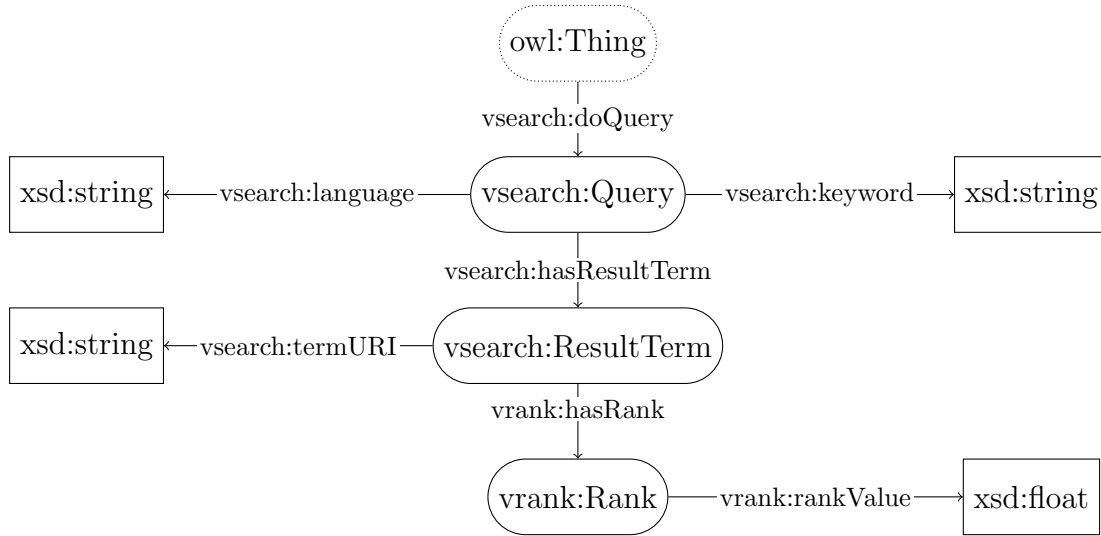 owl:Thing
vsearch:doQuery
xsd:string
vsearch:language
vsearch:Query
vsearch:keyword
xsd:string
vsearch:hasResultTerm
xsd:string
vsearch:termURI
vsearch:ResultTerm
vrank:hasRank
vrank:Rank
vrank:rankValue
xsd:float